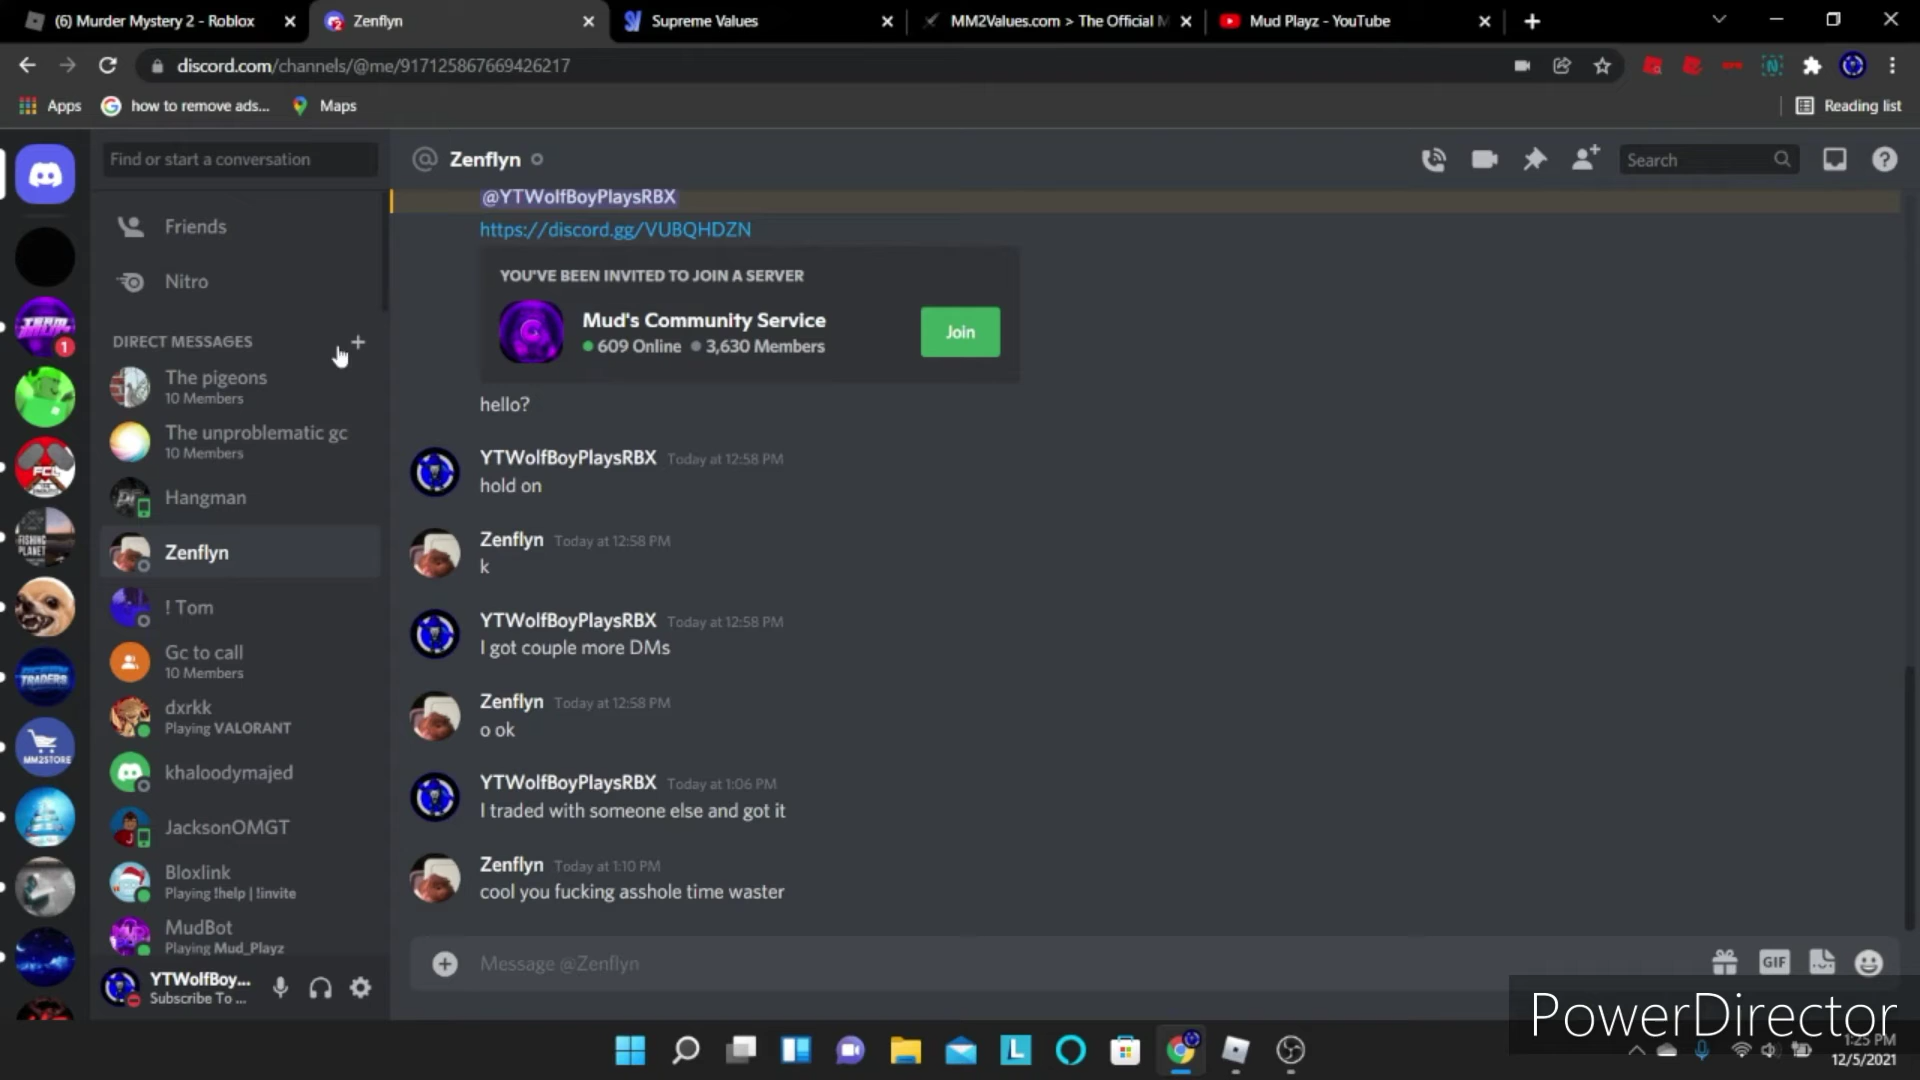 (6) Murder Mystery 2 - Roblox
Zenflyn
Supreme Values
MM2Values.com > The Official M
Mud Playz - YouTube
discord.com/channels/@me/917125867669426217
Apps
how to remove ads...
Maps
Reading list
Find or start a conversation
Zenflyn
Search
Friends
Nitro
DIRECT MESSAGES
The pigeons
10 Members
The unproblematic gc
10 Members
Hangman
Zenflyn
! Tom
Gc to call
10 Members
dxrkk
Playing VALORANT
khaloodymajed
JacksonOMGT
Bloxlink
Playing !help | !invite
MudBot
Playing Mud_Playz
YTWolfBoy...
Subscribe To ...
1
FISHING
PLANET
TRADERS
MM2STORE
@YTWolfBoyPlaysRBX
https://discord.gg/VUBQHDZN
YOU'VE BEEN INVITED TO JOIN A SERVER
Mud's Community Service
609 Online 3,630 Members
Join
hello?
YTWolfBoyPlaysRBX Today at 12:58 PM
hold on
Zenflyn Today at 12:58 PM
k
YTWolfBoyPlaysRBX Today at 12:58 PM
I got couple more DMs
Zenflyn Today at 12:58 PM
o ok
YTWolfBoyPlaysRBX Today at 1:06 PM
I traded with someone else and got it
Zenflyn Today at 1:10 PM
cool you fucking asshole time waster
Message @Zenflyn
GIF
PowerDirector
1:25 PM
12/5/2021